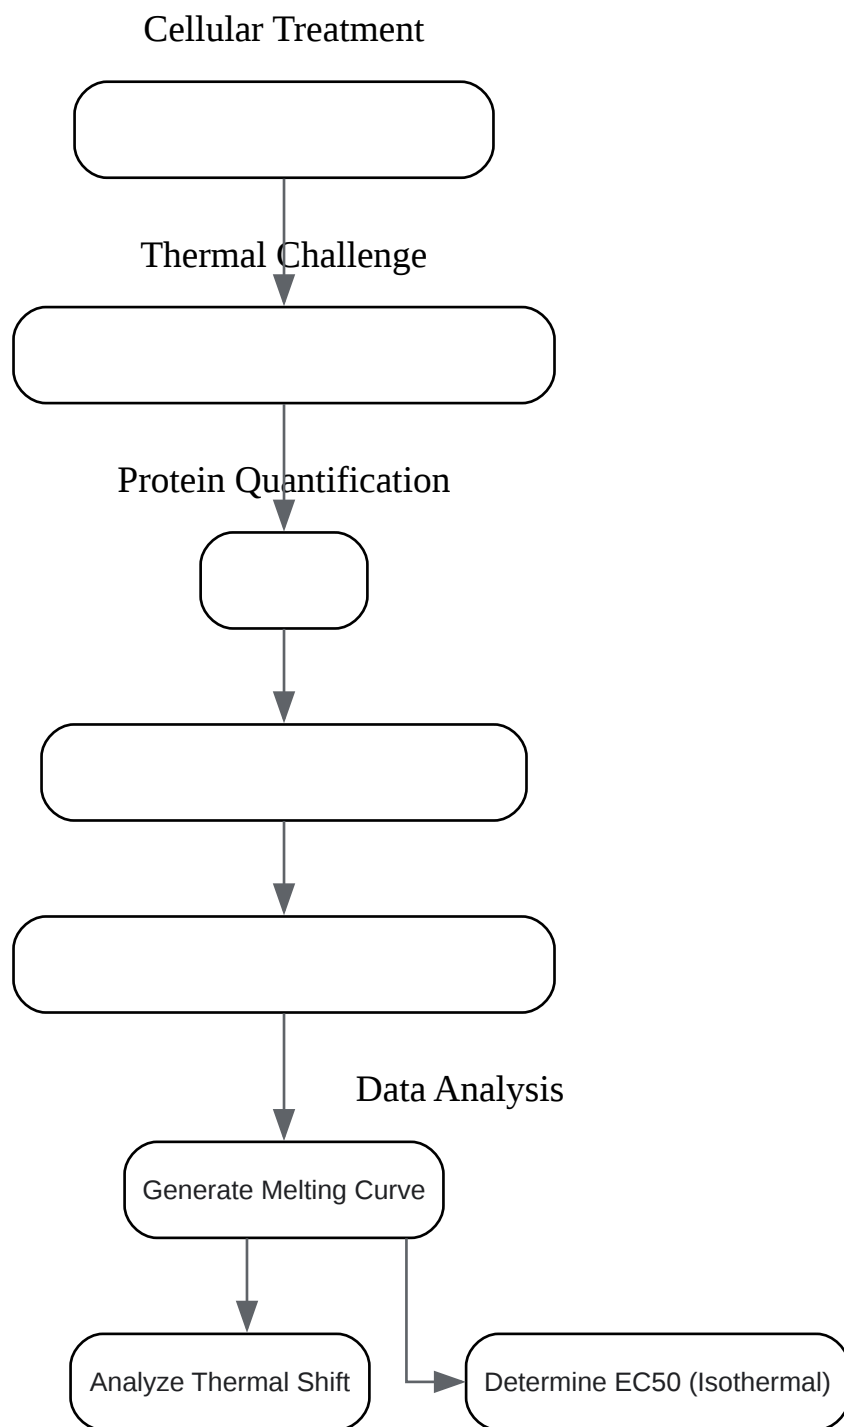 Cellular Treatment
Thermal Challenge
Protein Quantification
Data Analysis
Generate Melting Curve
Analyze Thermal Shift
Determine EC50 (Isothermal)